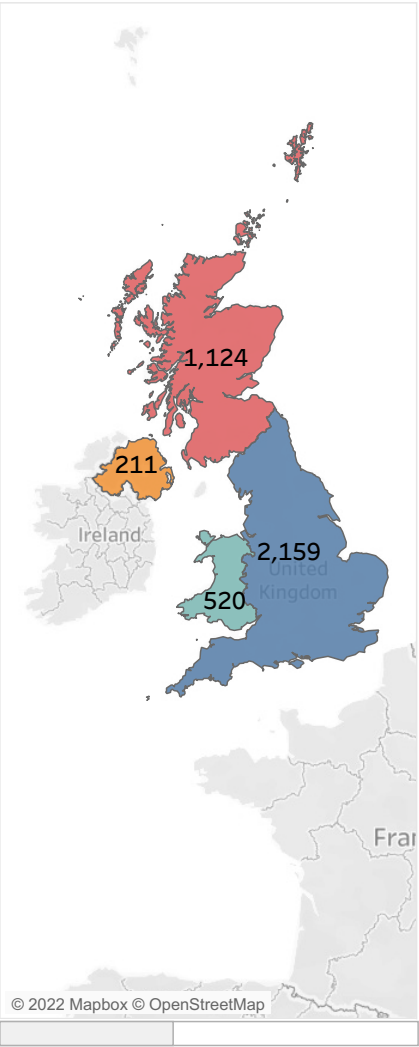 1,124
211
Ireland
2,159
United
Kingdom
520
Fran
© 2022 Mapbox © OpenStreetMap